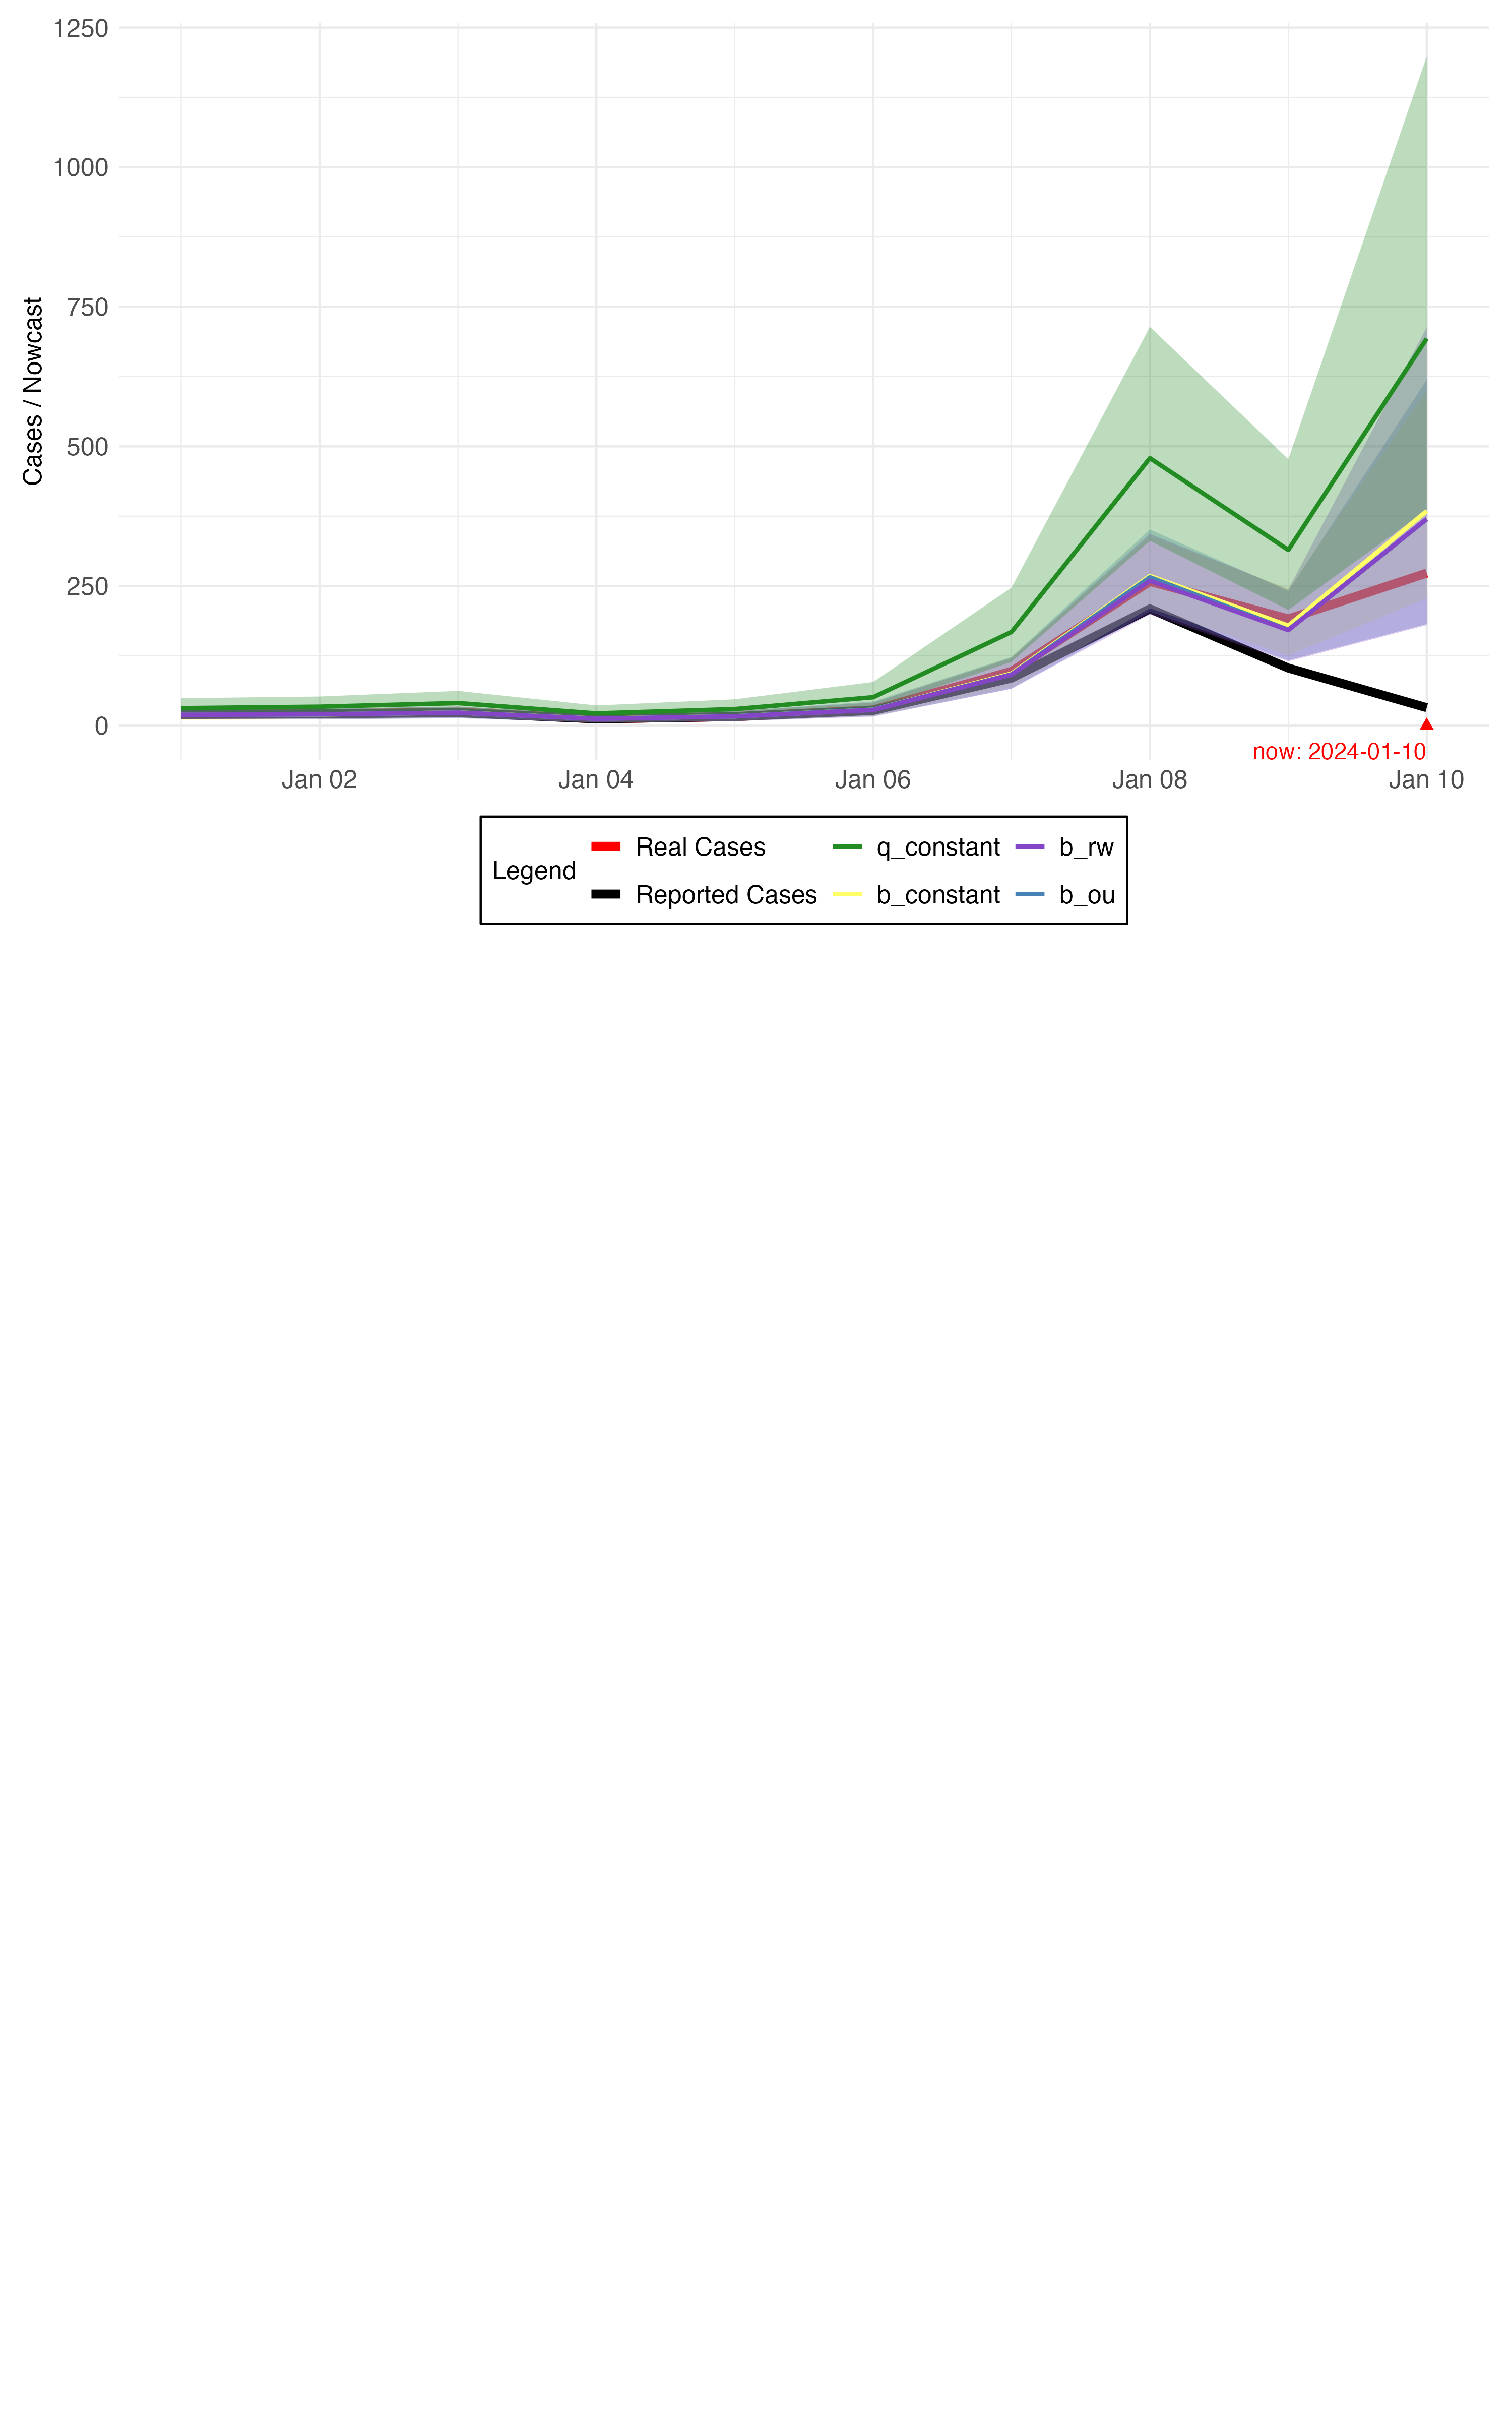 1250
1000
750
500
250
0
Cases / Nowcast
now: 2024-01-10
Jan 02 Jan 04 Jan 06 Jan 08 Jan 10
Legend
Real Cases q_constant b_rw
Reported Cases b_constant b_ou